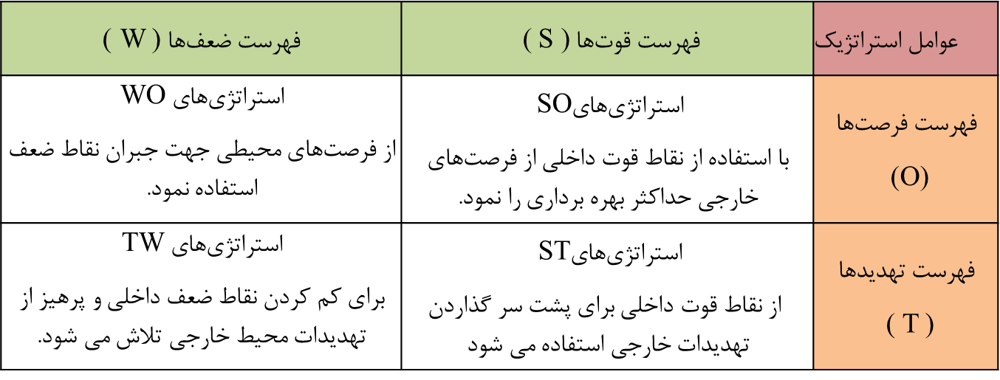 عوامل استراتژیک
فهرست قوت‌ها ( S )
فهرست ضعف‌ها ( W )
فهرست فرصت‌ها
(O)
استراتژی‌هایSO
با استفاده از نقاط قوت داخلی از فرصت‌های
خارجی حداکثر بهره برداری را نمود.
استراتژی‌های WO
از فرصت‌های محیطی جهت جبران نقاط ضعف
استفاده نمود.
فهرست تهدیدها
( T )
استراتژی‌هایST
از نقاط قوت داخلی برای پشت سر گذاردن
تهدیدات خارجی استفاده می شود
استراتژی‌های TW
برای کم کردن نقاط ضعف داخلی و پرهیز از
تهدیدات محیط خارجی تلاش می شود.